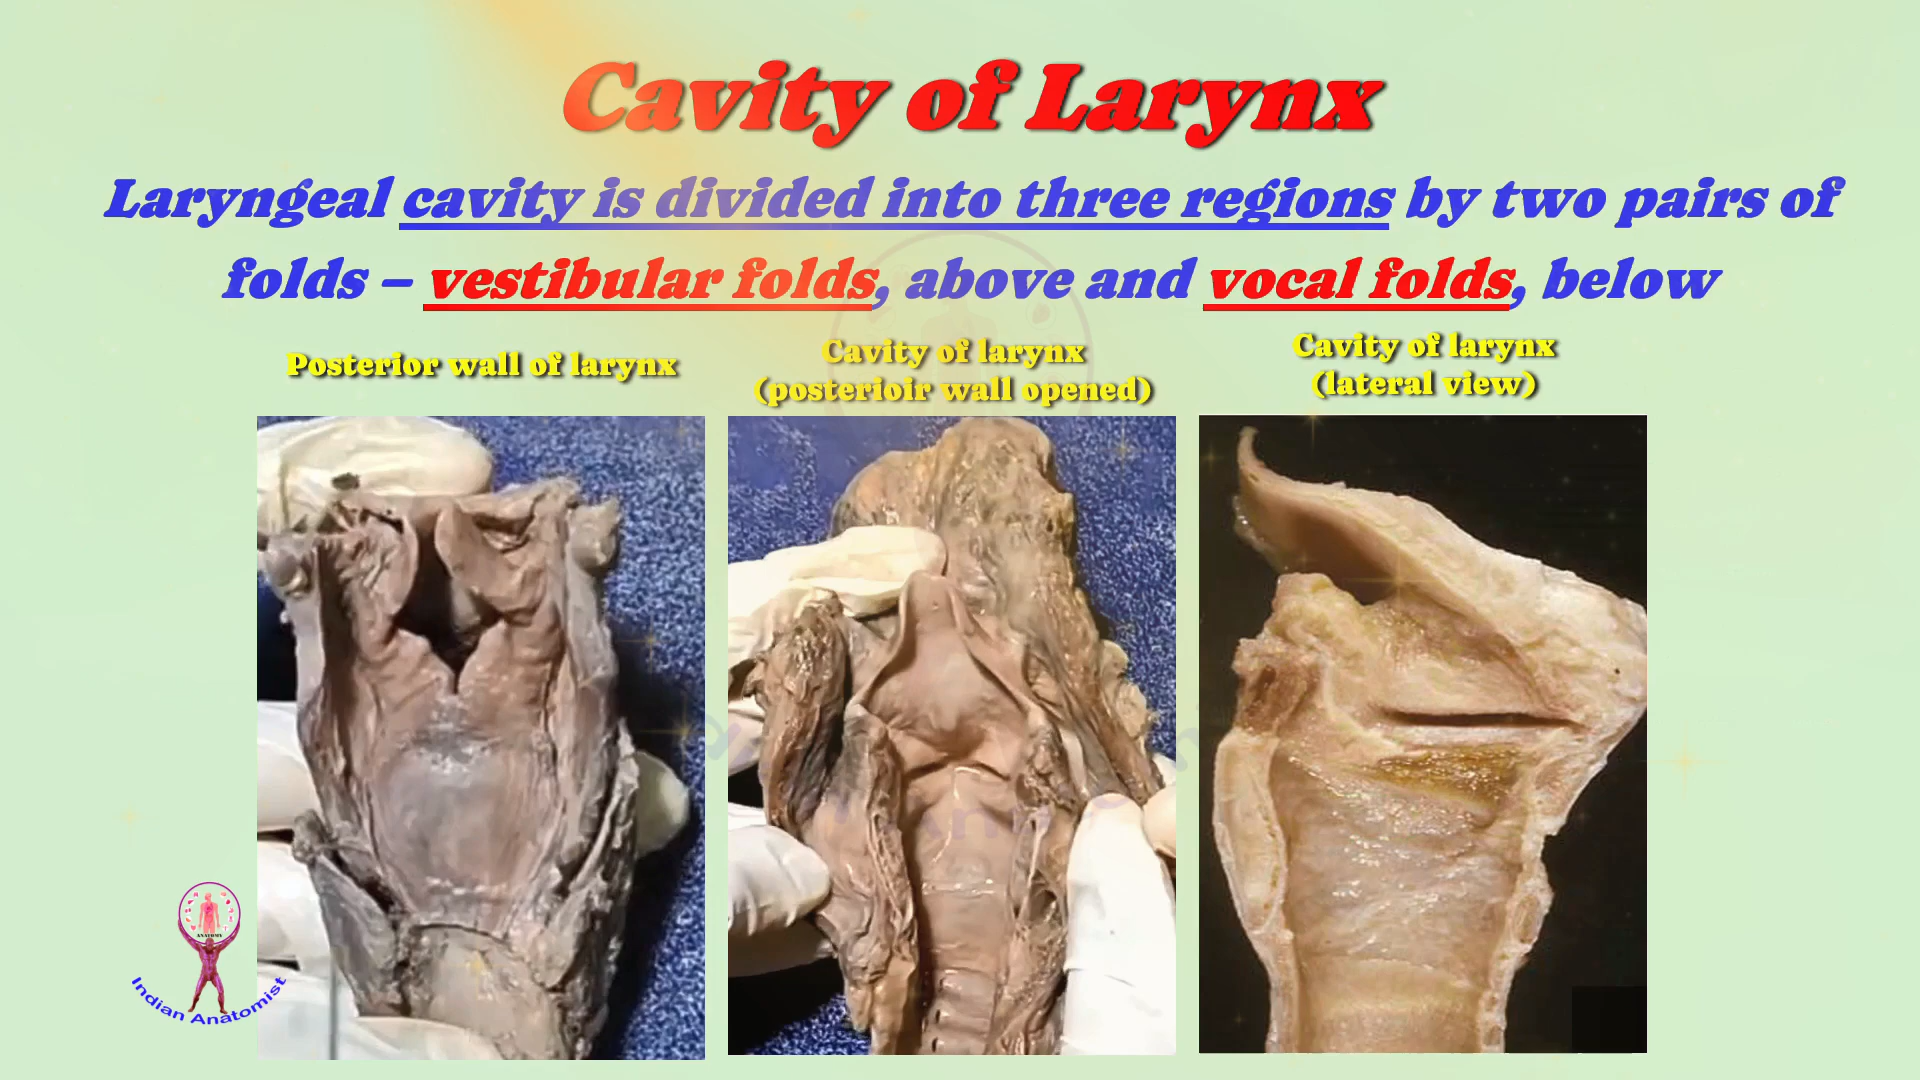 Cavity of Larynx
Laryngeal cavity is divided into three regions by two pairs of
folds – vestibular folds, above and vocal folds, below
Posterior wall of larynx
Cavity of larynx
(posterioir wall opened)
Cavity of larynx
(lateral view)
ANATOMY
Indian Anatomist